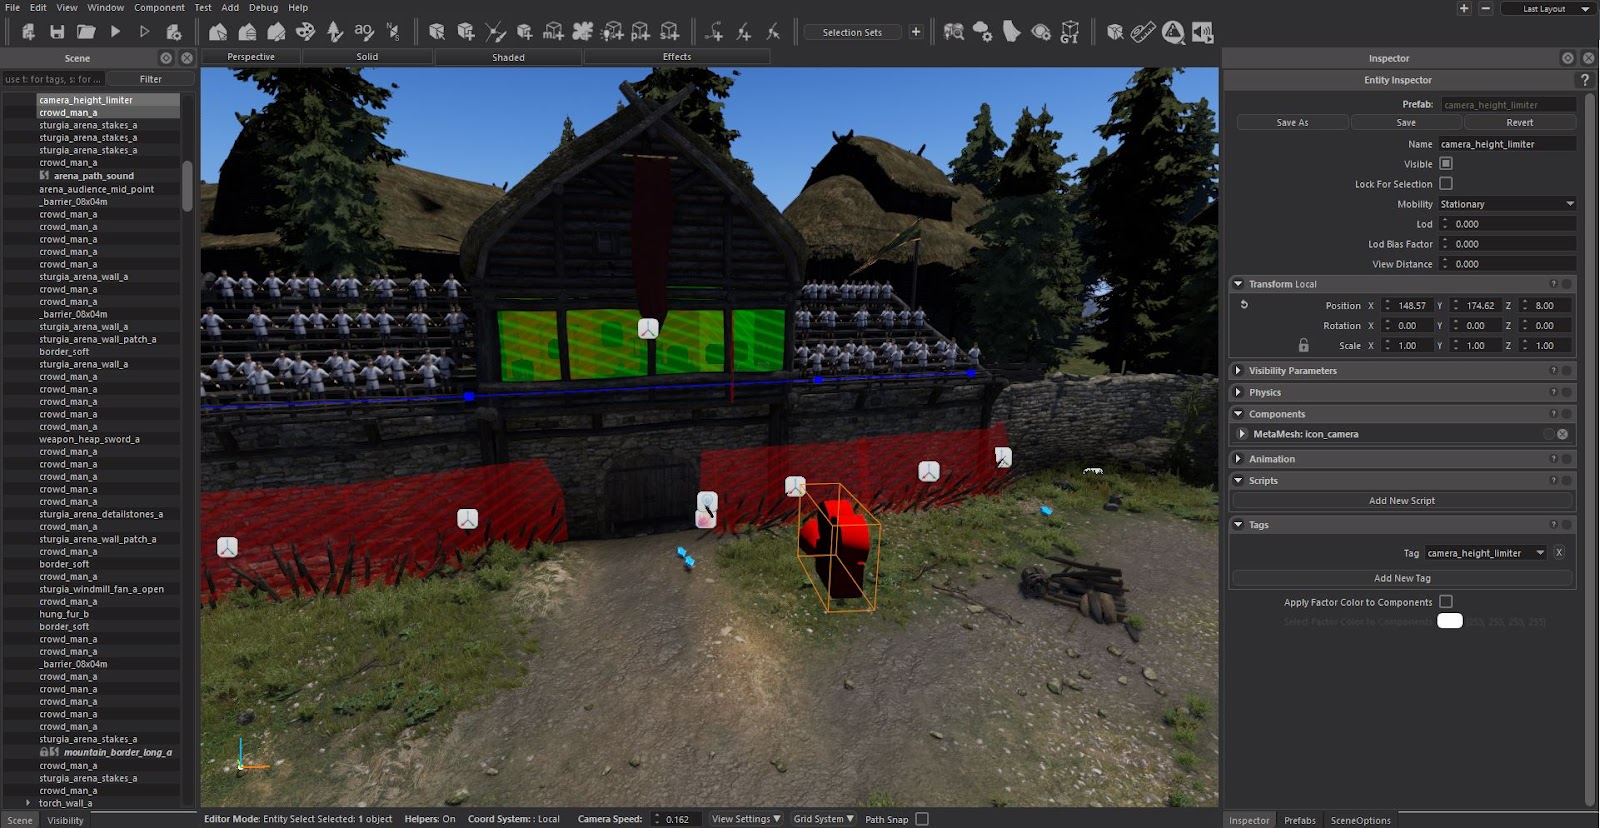 File Edit View Window Component Test Add Debug Help
Last Layout
Selection Sets
Scene
use t: for tags, s: for ... Filter
camera_height_limiter
crowd_man_a
sturgia_arena_stakes_a
sturgia_arena_stakes_a
sturgia_arena_stakes_a
crowd_man_a
arena_path_sound
arena_audience_mid_point
_barrier_08x04m
crowd_man_a
crowd_man_a
crowd_man_a
crowd_man_a
crowd_man_a
sturgia_arena_wall_a
crowd_man_a
crowd_man_a
_barrier_08x04m
sturgia_arena_wall_a
sturgia_arena_wall_patch_a
border_soft
sturgia_arena_wall_a
crowd_man_a
crowd_man_a
crowd_man_a
crowd_man_a
crowd_man_a
weapon_heap_sword_a
crowd_man_a
crowd_man_a
crowd_man_a
crowd_man_a
crowd_man_a
sturgia_arena_detailstones_a
crowd_man_a
sturgia_arena_wall_patch_a
crowd_man_a
border_soft
crowd_man_a
sturgia_windmill_fan_a_open
crowd_man_a
hung_fur_b
border_soft
crowd_man_a
crowd_man_a
_barrier_08x04m
crowd_man_a
crowd_man_a
crowd_man_a
crowd_man_a
crowd_man_a
sturgia_arena_stakes_a
mountain_border_long_a
crowd_man_a
sturgia_arena_stakes_a
crowd_man_a
torch_wall_a
Scene Visibility
Perspective Solid Shaded Effects
Editor Mode: Entity Select Selected: 1 object Helpers: On Coord System: : Local Camera Speed: 0.162 View Settings Grid System Path Snap
Inspector
Entity Inspector ?
Prefab: camera_height_limiter
Save As Save Revert
Name camera_height_limiter
Visible
Lock For Selection
Mobility Stationary
Lod 0.000
Lod Bias Factor 0.000
View Distance 0.000
Transform Local ?
Position X 148.57 Y 174.62 Z 8.00
Rotation X 0.00 Y 0.00 Z 0.00
Scale X 1.00 Y 1.00 Z 1.00
Visibility Parameters ?
Physics ?
Components ?
MetaMesh: icon_camera
Animation ?
Scripts ?
Add New Script
Tags ?
Tag camera_height_limiter X
Add New Tag
Apply Factor Color to Components
Select Factor Color to Components (255, 255, 255, 255)
Inspector Prefabs SceneOptions